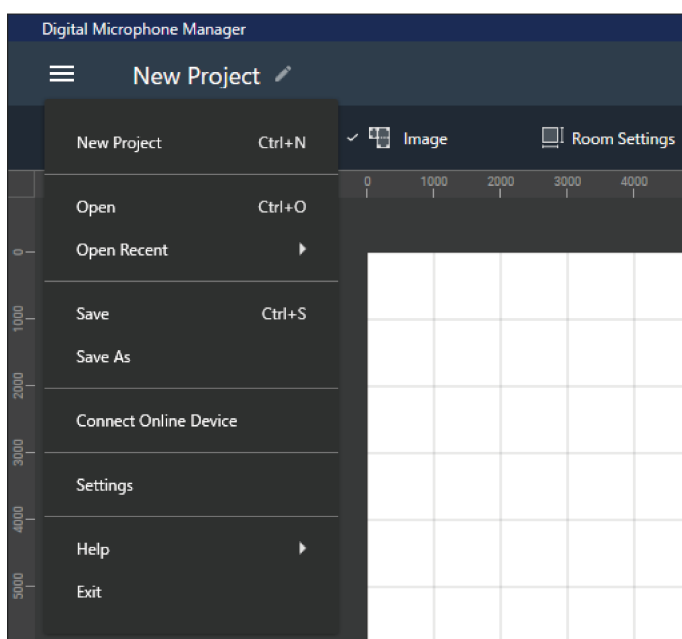 Digital Microphone Manager
New Project
New Project Ctrl+N
Image
Room Settings
0 1000 2000 3000 4000
Open Ctrl+O
Open Recent
Save Ctrl+S
Save As
Connect Online Device
Settings
Help
Exit
0
1000
2000
3000
4000
5000